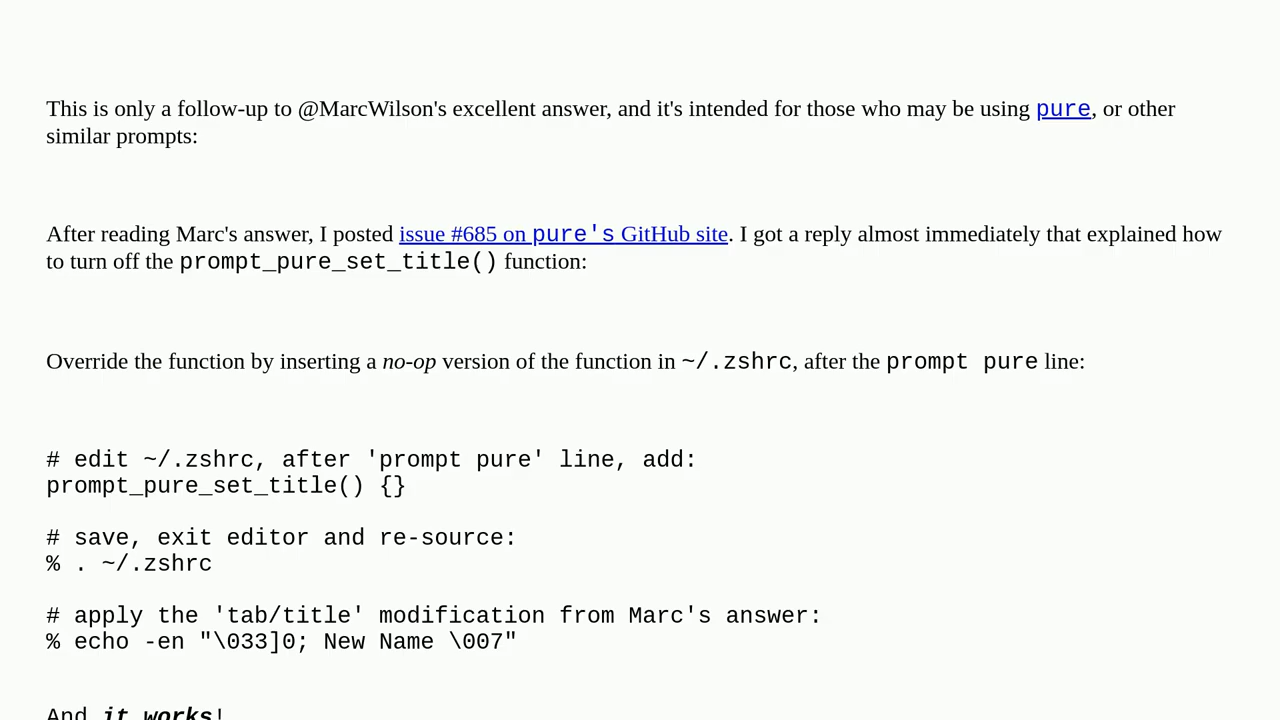 This is only a follow-up to @MarcWilson's excellent answer, and it's intended for those who may be using pure, or other
similar prompts:
After reading Marc's answer, I posted issue #685 on pure's GitHub site. I got a reply almost immediately that explained how
to turn off the prompt_pure_set_title() function:
Override the function by inserting a no-op version of the function in ~/.zshrc, after the prompt pure line:
# edit ~/.zshrc, after 'prompt pure' line, add:
prompt_pure_set_title() {}
# save, exit editor and re-source:
% . ~/.zshrc
# apply the 'tab/title' modification from Marc's answer:
% echo -en "\033]0; New Name \007"
And it works!